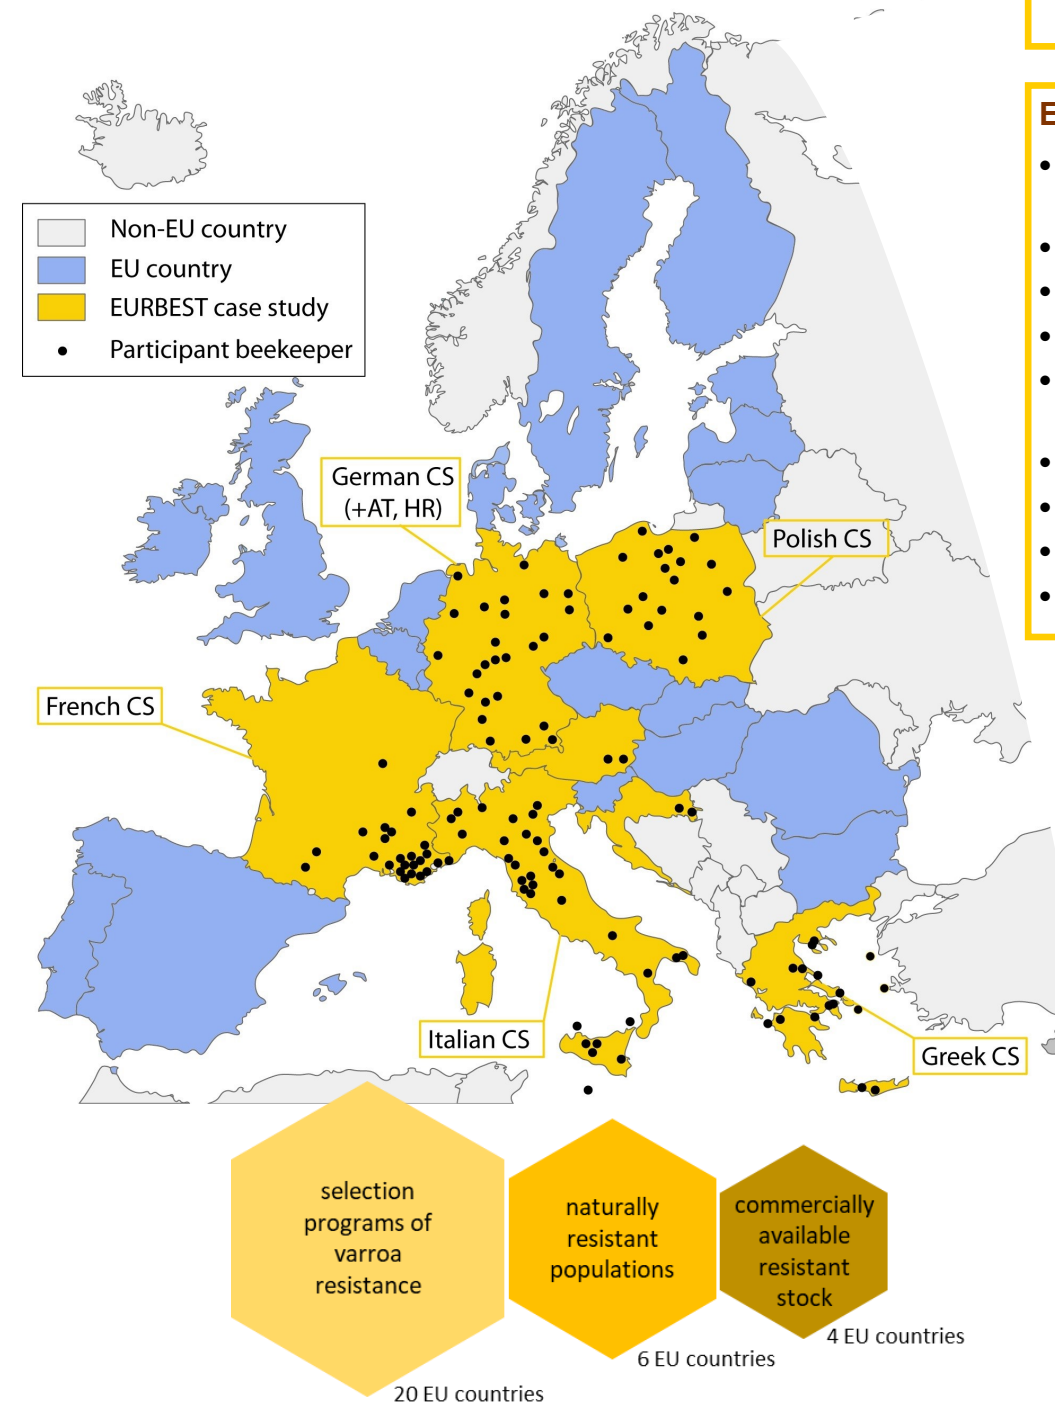 E
•
•
•
•
•
•
•
•
•
Non-EU country
EU country
EURBEST case study
Participant beekeeper
German CS
(+AT, HR)
Polish CS
French CS
Italian CS
Greek CS
selection
programs of
varroa
resistance
20 EU countries
naturally
resistant
populations
6 EU countries
commercially
available
resistant
stock
4 EU countries